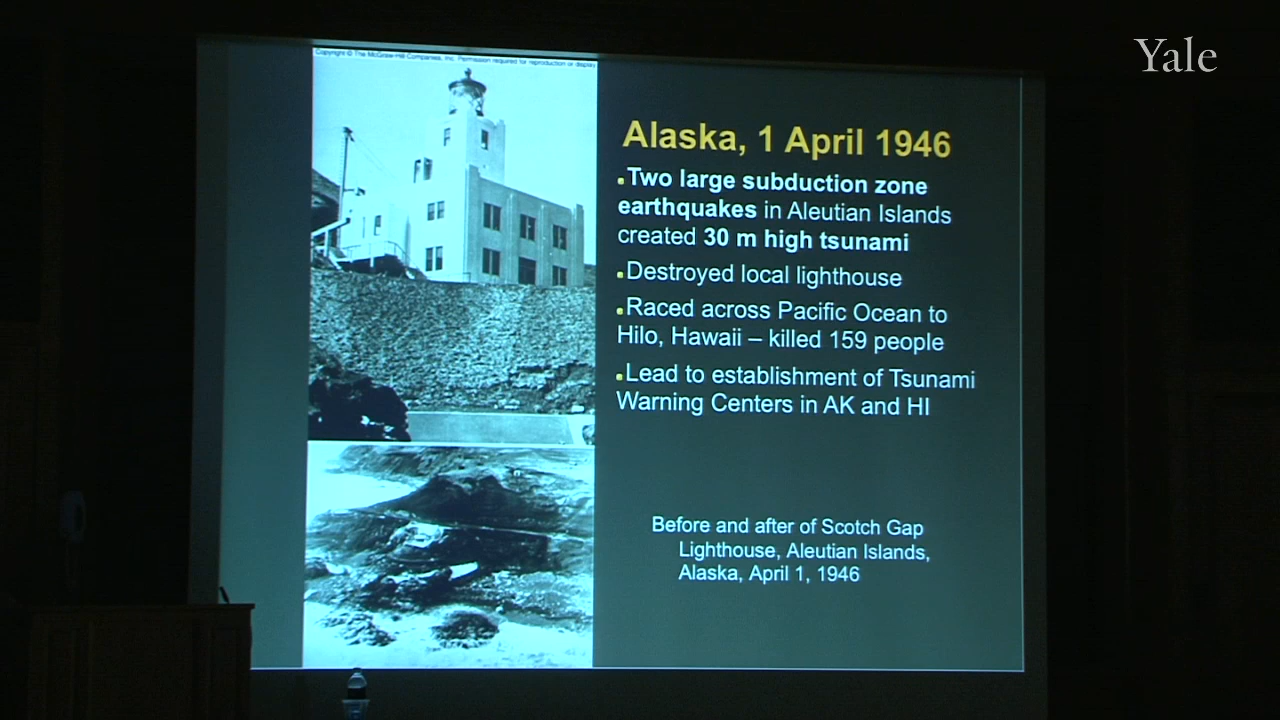 Yale
Copyright © The McGraw-Hill Companies, Inc. Permission required for reproduction or display
Alaska, 1 April 1946
Two large subduction zone
earthquakes in Aleutian Islands
created 30 m high tsunami
Destroyed local lighthouse
Raced across Pacific Ocean to
Hilo, Hawaii – killed 159 people
Lead to establishment of Tsunami
Warning Centers in AK and HI
Before and after of Scotch Gap
Lighthouse, Aleutian Islands,
Alaska, April 1, 1946